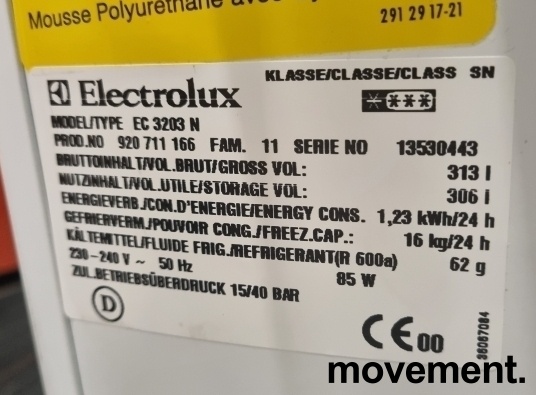 Mousse Polyuréthane avec
291 29 17-21
KLASSE/CLASSE/CLASS SN
Electrolux
MODEL/TYPE EC 3203 N
PROD.NO 920 711 166 FAM. 11 SERIE NO 13530443
BRUTTOINHALT/VOL.BRUT/GROSS VOL: 313 l
NUTZINHALT/VOL.UTILE/STORAGE VOL: 306 l
ENERGIEVERB./CON.D'ENERGIE/ENERGY CONS. 1,23 kWh/24 h
GEFRIERVERM./POUVOIR CONG./FREEZ.CAP.: 16 kg/24 h
KÄLTEMITTEL/FLUIDE FRIG./REFRIGERANT(R 600a) 62 g
230-240 V ~ 50 Hz 85 W
ZUL.BETRIEBSÜBERDRUCK 15/40 BAR
D
CE 00
36067084
movement.